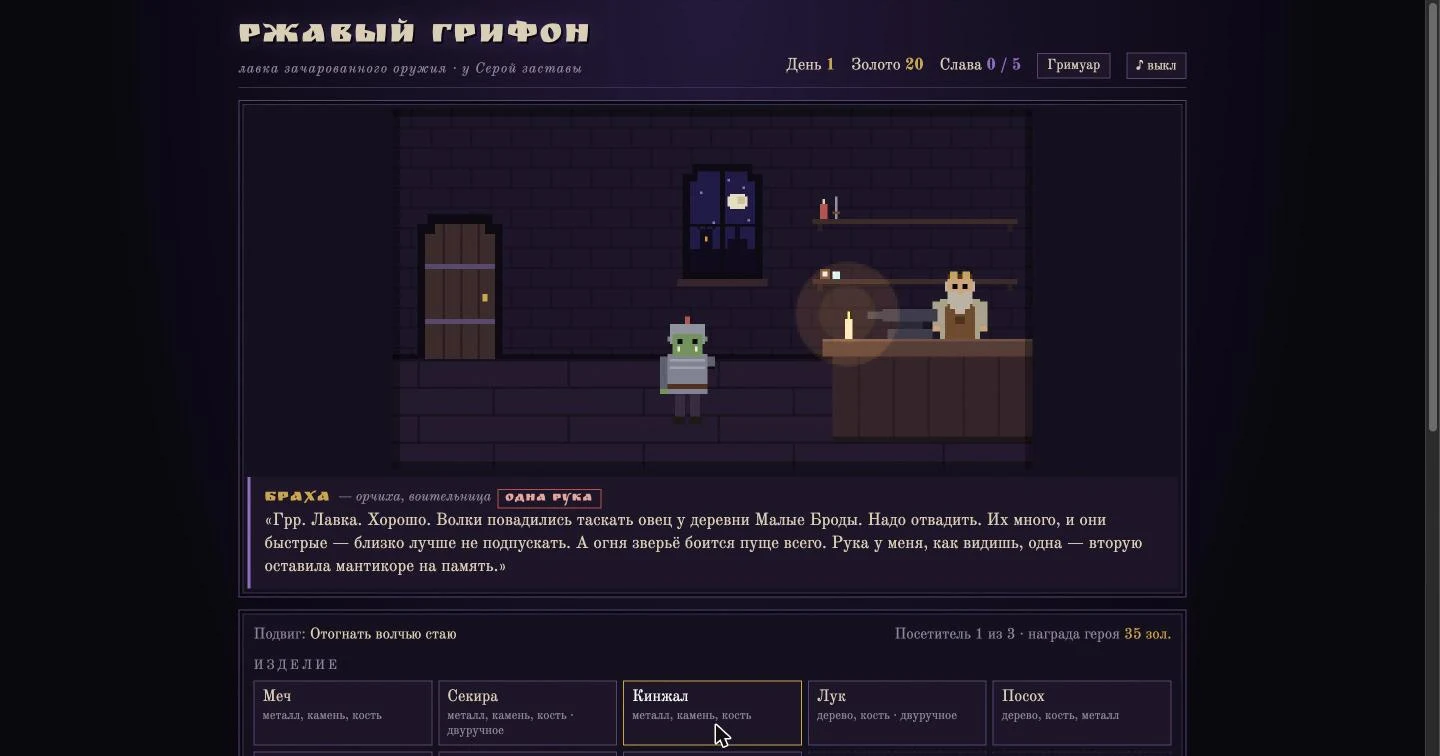 РЖАВЫЙ ГРИФОН
лавка зачарованного оружия · у Серой заставы
День 1 Золото 20 Слава 0 / 5 Гримуар ♪ выкл
БРАХА — орчиха, воительница ОДНА РУКА
«Грр. Лавка. Хорошо. Волки повадились таскать овец у деревни Малые Броды. Надо отвадить. Их много, и они
быстрые — близко лучше не подпускать. А огня зверьё боится пуще всего. Рука у меня, как видишь, одна — вторую
оставила мантикоре на память.»
Подвиг: Отогнать волчью стаю
Посетитель 1 из 3 · награда героя 35 зол.
ИЗДЕЛИЕ
Меч
металл, камень, кость
Секира
металл, камень, кость ·
двуручное
Кинжал
металл, камень, кость
Лук
дерево, кость · двуручное
Посох
дерево, кость, металл